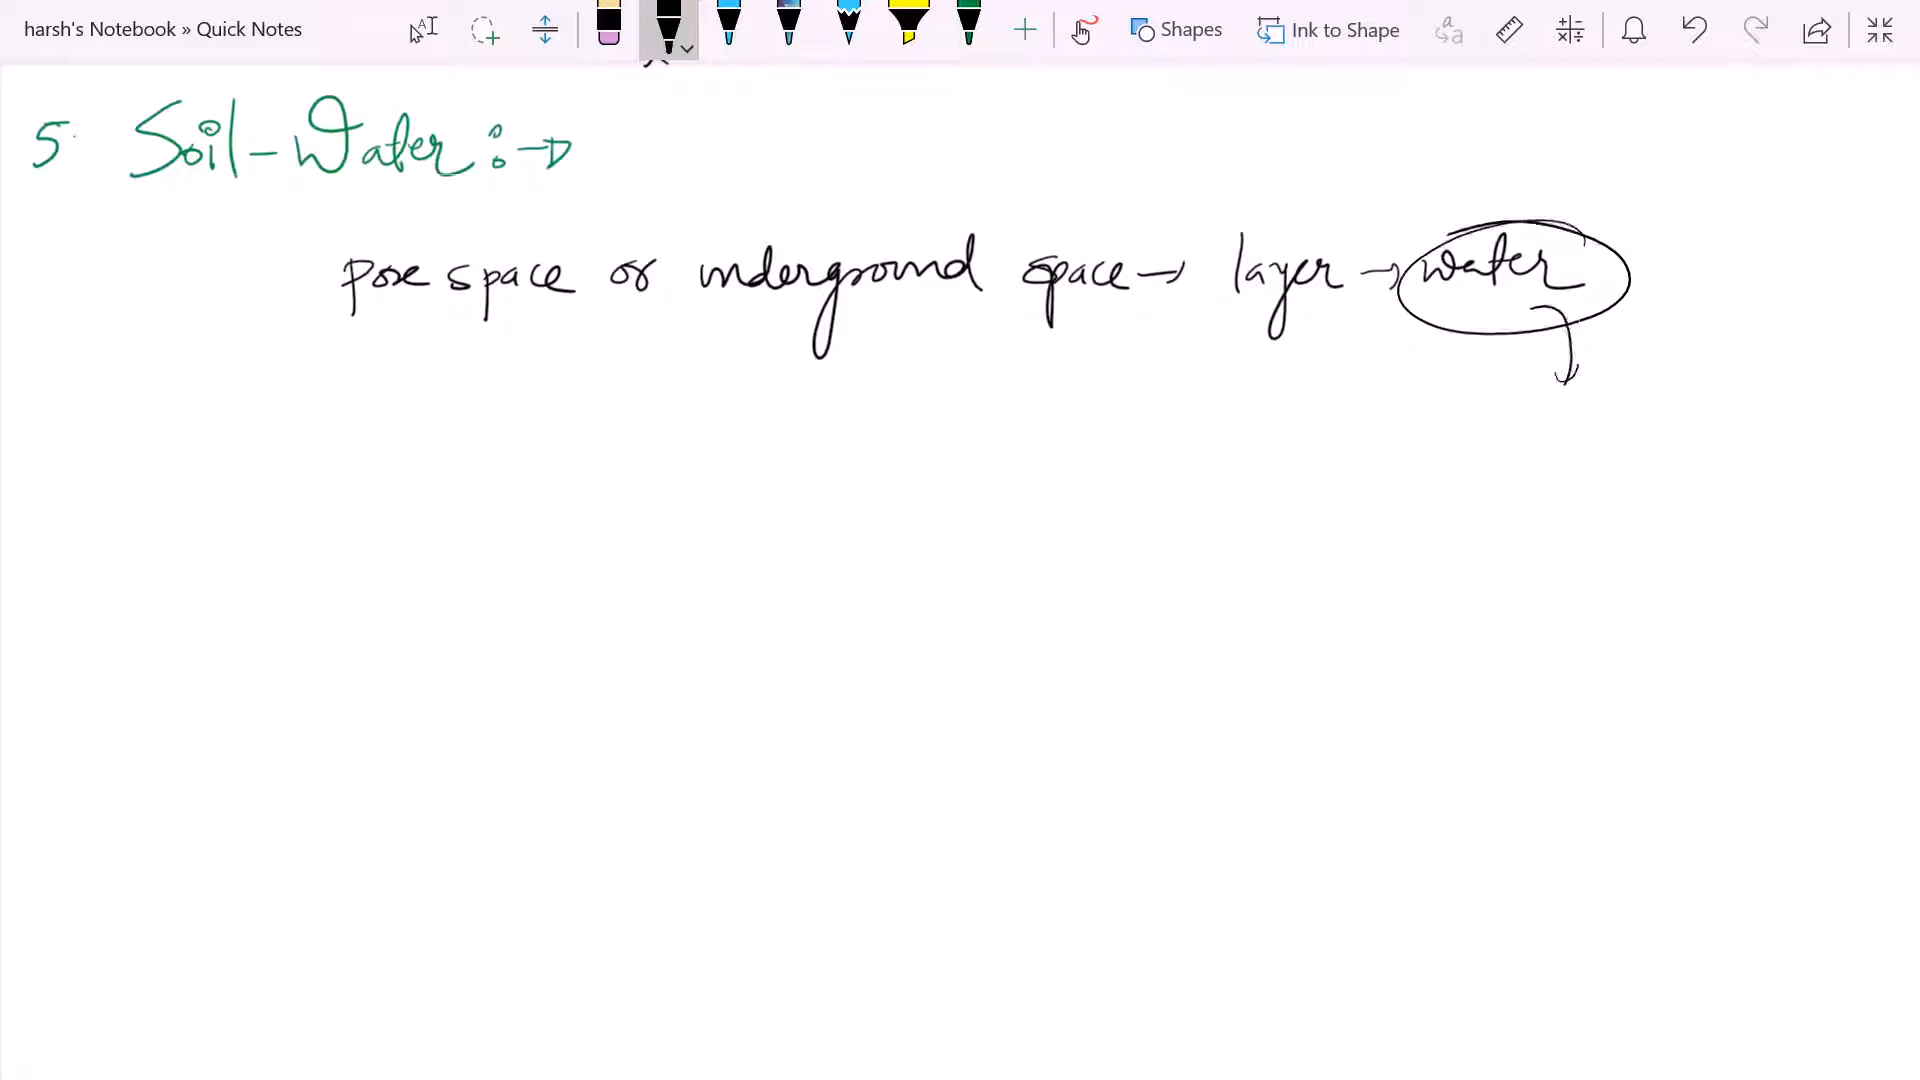 harsh's Notebook » Quick Notes Shapes Ink to Shape
5. Soil-Water :→
pore space or underground space → layer → water